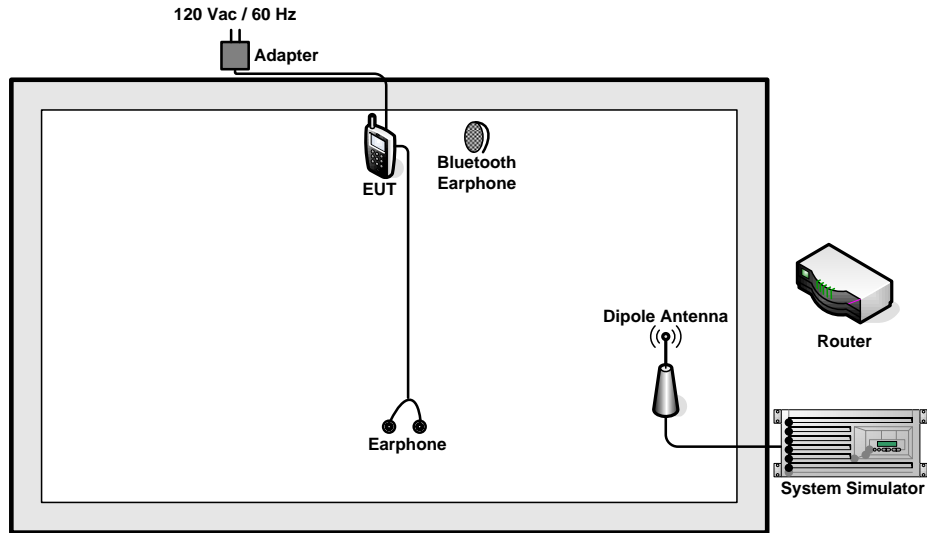 120 Vac / 60 Hz
Adapter
EUT
Bluetooth
Earphone
Dipole Antenna
Router
Earphone
System Simulator